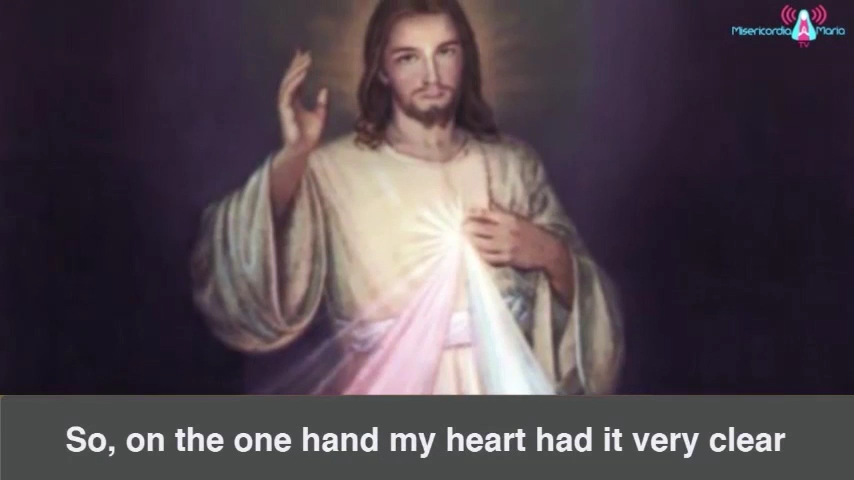 Misericordia Maria
TV
So, on the one hand my heart had it very clear